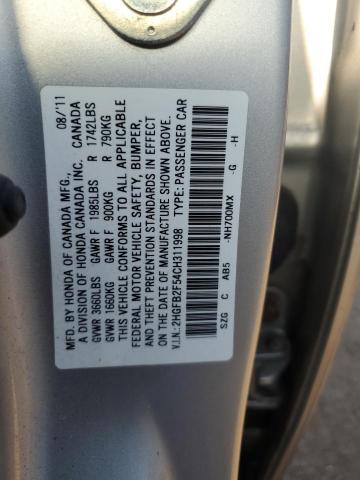 MFD. BY HONDA OF CANADA MFG., 08/'11
A DIVISION OF HONDA CANADA INC. CANADA
GVWR 3660LBS GAWR F 1985LBS R 1742LBS
GVWR 1660KG GAWR F 900KG R 790KG
THIS VEHICLE CONFORMS TO ALL APPLICABLE
FEDERAL MOTOR VEHICLE SAFETY, BUMPER,
AND THEFT PREVENTION STANDARDS IN EFFECT
ON THE DATE OF MANUFACTURE SHOWN ABOVE.
V.I.N.: 2HGFB2F54CH311998 TYPE: PASSENGER CAR
SZG C AB5 -NH700MX -G -H